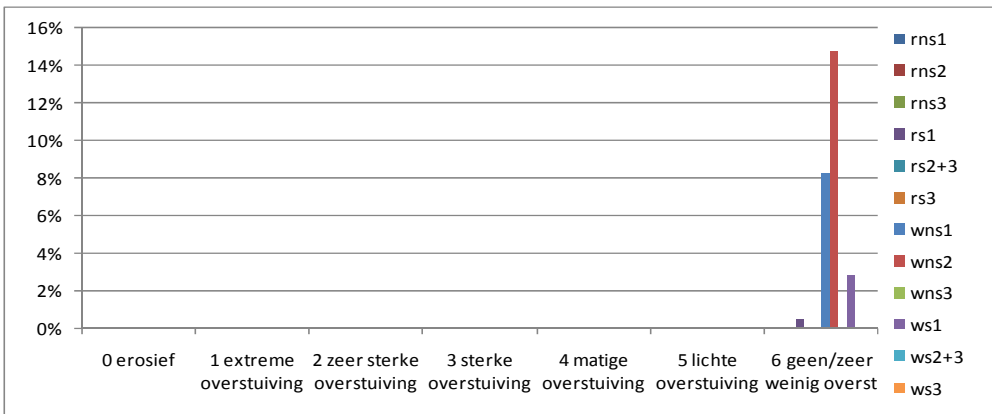 16%
14%
12%
10%
8%
6%
4%
2%
0%
0 erosief
1 extreme
overstuiving
2 zeer sterke
overstuiving
3 sterke
overstuiving
4 matige
overstuiving
5 lichte
overstuiving
6 geen/zeer
weinig overst
rns1
rns2
rns3
rs1
rs2+3
rs3
wns1
wns2
wns3
ws1
ws2+3
ws3